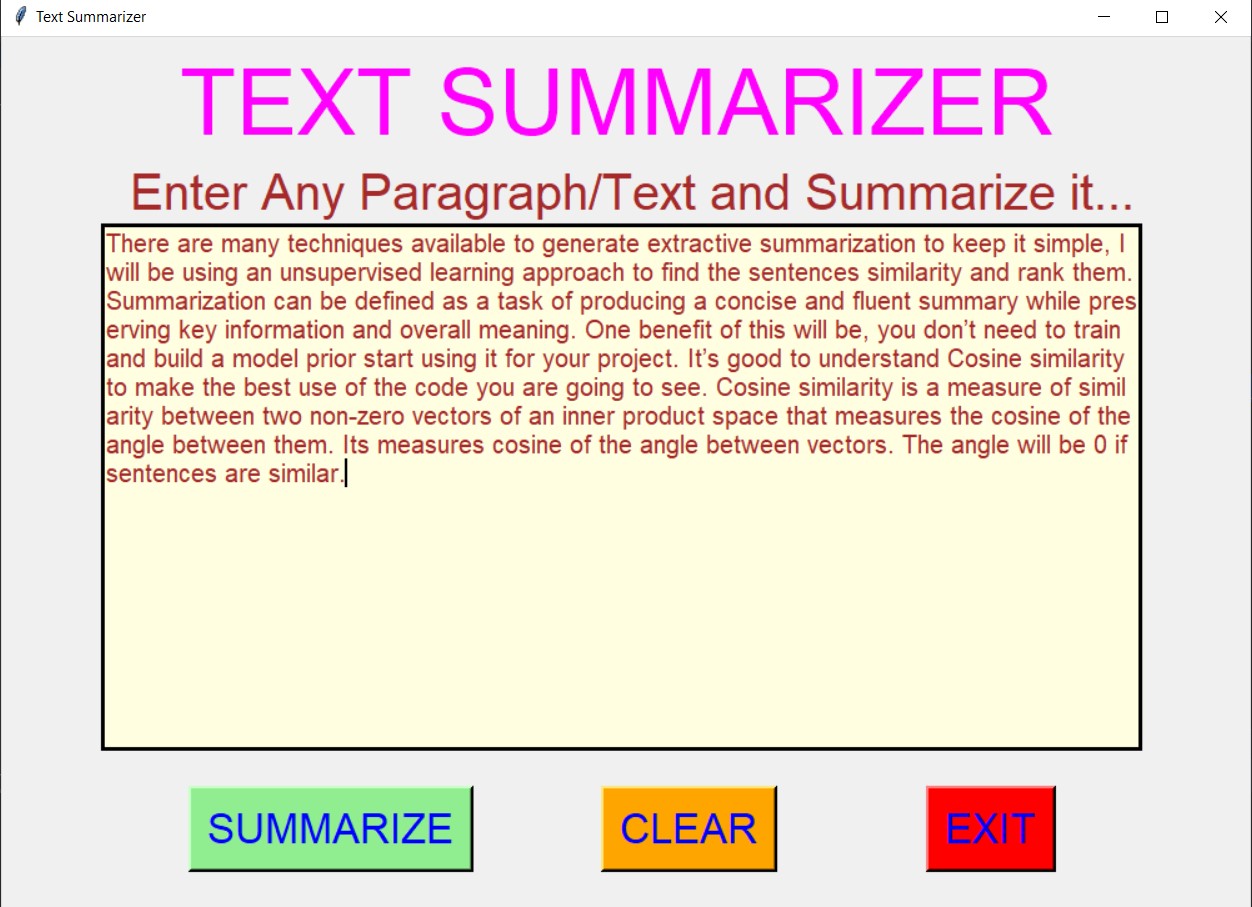 Text Summarizer
TEXT SUMMARIZER
Enter Any Paragraph/Text and Summarize it...
There are many techniques available to generate extractive summarization to keep it simple, I
will be using an unsupervised learning approach to find the sentences similarity and rank them.
Summarization can be defined as a task of producing a concise and fluent summary while pres
erving key information and overall meaning. One benefit of this will be, you don’t need to train
and build a model prior start using it for your project. It’s good to understand Cosine similarity
to make the best use of the code you are going to see. Cosine similarity is a measure of simil
arity between two non-zero vectors of an inner product space that measures the cosine of the
angle between them. Its measures cosine of the angle between vectors. The angle will be 0 if
sentences are similar.
SUMMARIZE
CLEAR
EXIT